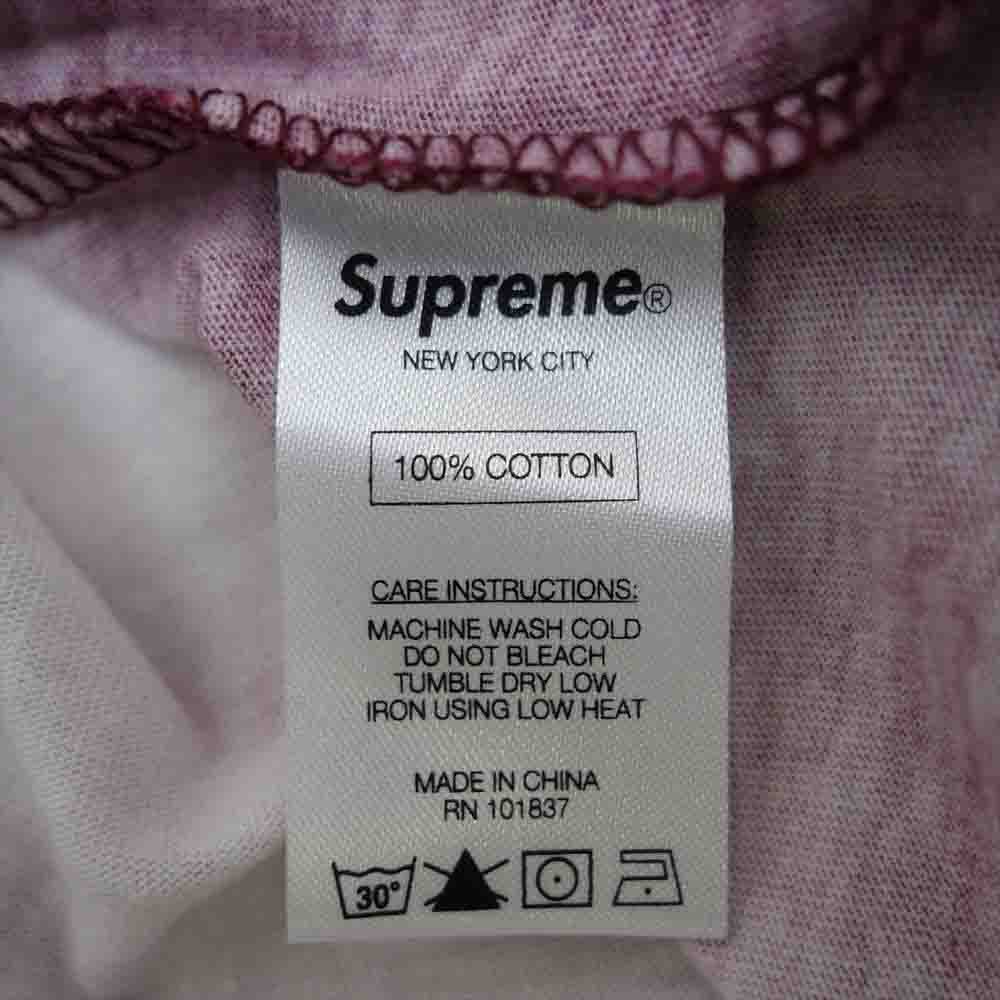 Supreme®
NEW YORK CITY
100% COTTON
CARE INSTRUCTIONS:
MACHINE WASH COLD
DO NOT BLEACH
TUMBLE DRY LOW
IRON USING LOW HEAT
MADE IN CHINA
RN 101837
30°